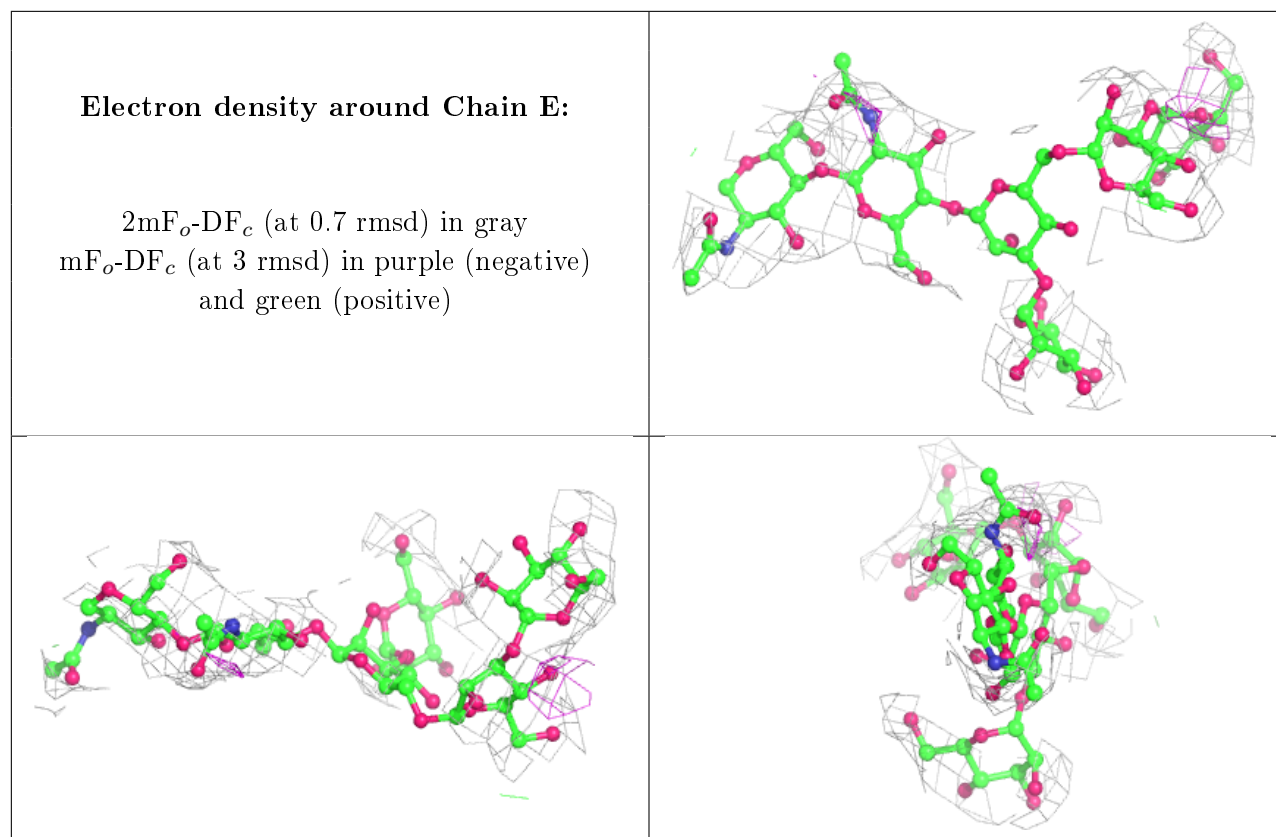 Electron density around Chain E:
2mFₒ-DF𝒸 (at 0.7 rmsd) in gray
mFₒ-DF𝒸 (at 3 rmsd) in purple (negative)
and green (positive)